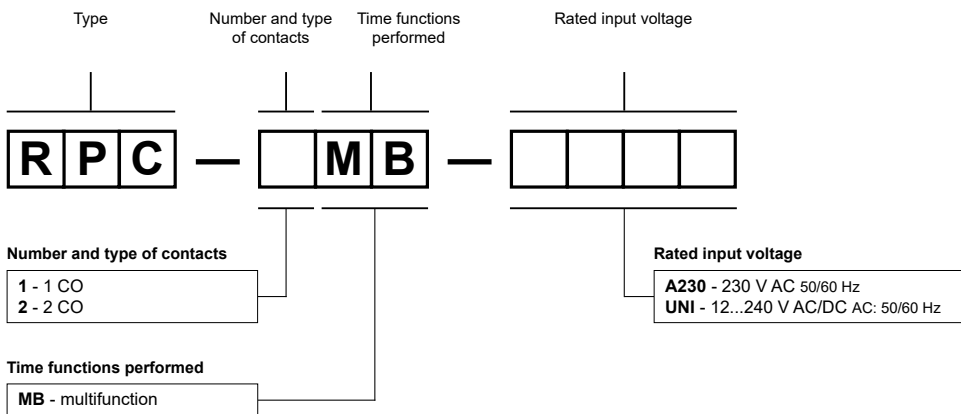 Type
Number and type
of contacts
Time functions
performed
Rated input voltage
RPC — MB —
Number and type of contacts
1 - 1 CO
2 - 2 CO
Rated input voltage
A230 - 230 V AC 50/60 Hz
UNI - 12...240 V AC/DC AC: 50/60 Hz
Time functions performed
MB - multifunction